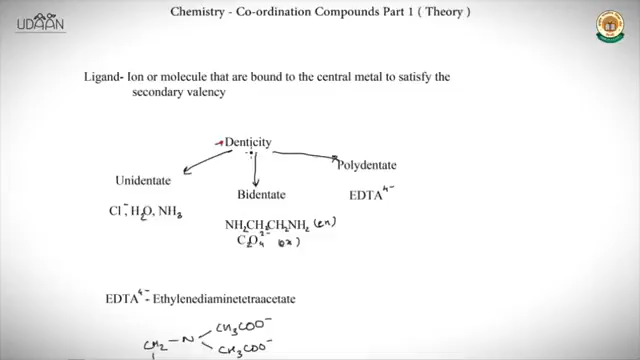 Chemistry - Co-ordination Compounds Part 1 ( Theory )
UDAAN
Ligand- Ion or molecule that are bound to the central metal to satisfy the
secondary valency
Denticity
Unidentate
Bidentate
Polydentate
Cl⁻, H₂O, NH₃
NH₂CH₂CH₂NH₂ (en)
C₂O₄²⁻ (ox)
EDTA⁴⁻
EDTA⁴⁻ - Ethylenediaminetetraacetate
CH₂ — N
CH₃COO⁻
CH₃COO⁻